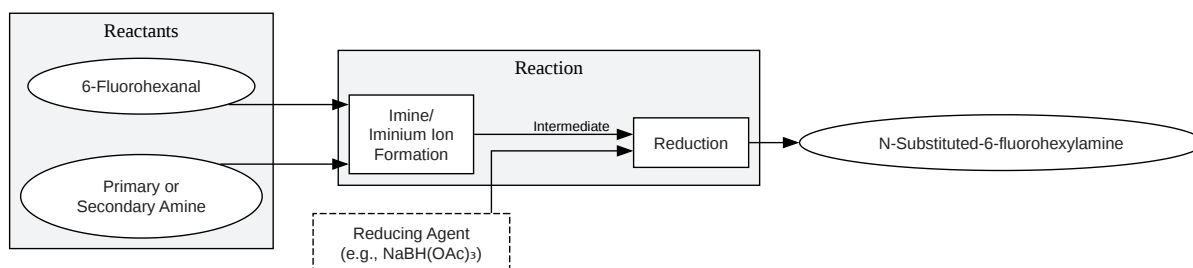 Reactants
6-Fluorohexanal
Primary or
Secondary Amine
Reaction
Imine/
Iminium Ion
Formation
Intermediate
Reduction
Reducing Agent
(e.g., NaBH(OAc)₃)
N-Substituted-6-fluorohexylamine